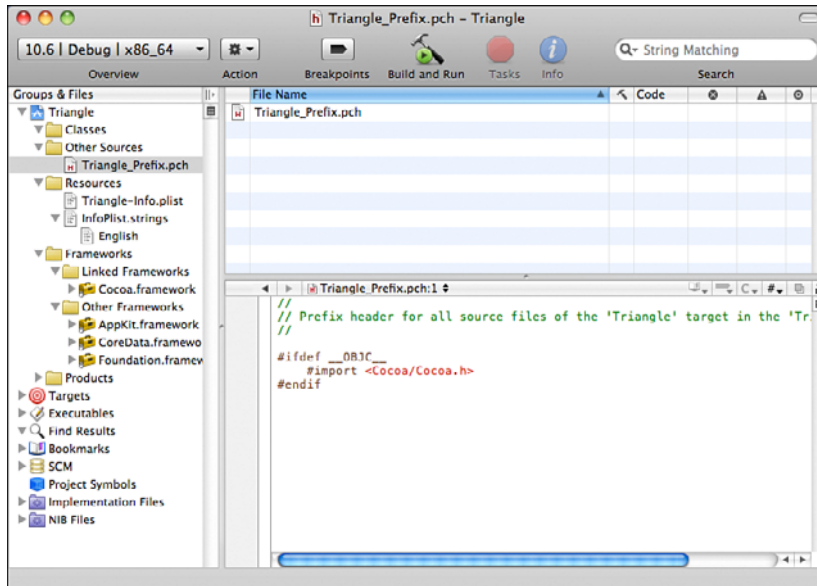 Triangle_Prefix.pch – Triangle
10.6 | Debug | x86_64
String Matching
Overview Action Breakpoints Build and Run Tasks Info Search
Groups & Files
File Name Code
Triangle
Triangle_Prefix.pch
Classes
Other Sources
Triangle_Prefix.pch
Resources
Triangle-Info.plist
InfoPlist.strings
English
Frameworks
Linked Frameworks
Cocoa.framework
Other Frameworks
AppKit.framework
CoreData.framewo
Foundation.framew
Products
Targets
Executables
Find Results
Bookmarks
SCM
Project Symbols
Implementation Files
NIB Files
Triangle_Prefix.pch:1
C #
//
// Prefix header for all source files of the 'Triangle' target in the 'Tr
//
#ifdef __OBJC__
#import <Cocoa/Cocoa.h>
#endif